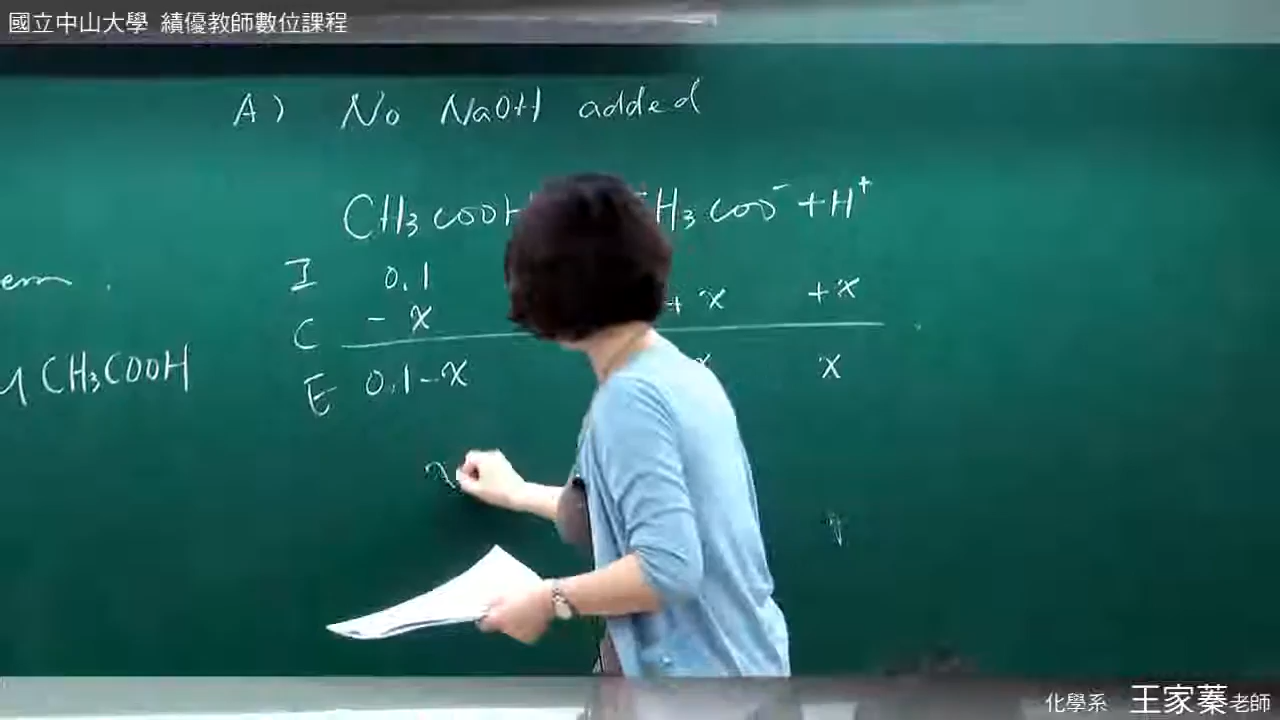 國立中山大學 績優教師數位課程
A) No NaOH added
CH3COOH H3COO⁻ + H⁺
I 0.1
C - x + x + x
E 0.1-x x x
CH3COOH
x
化學系 王家蓁老師